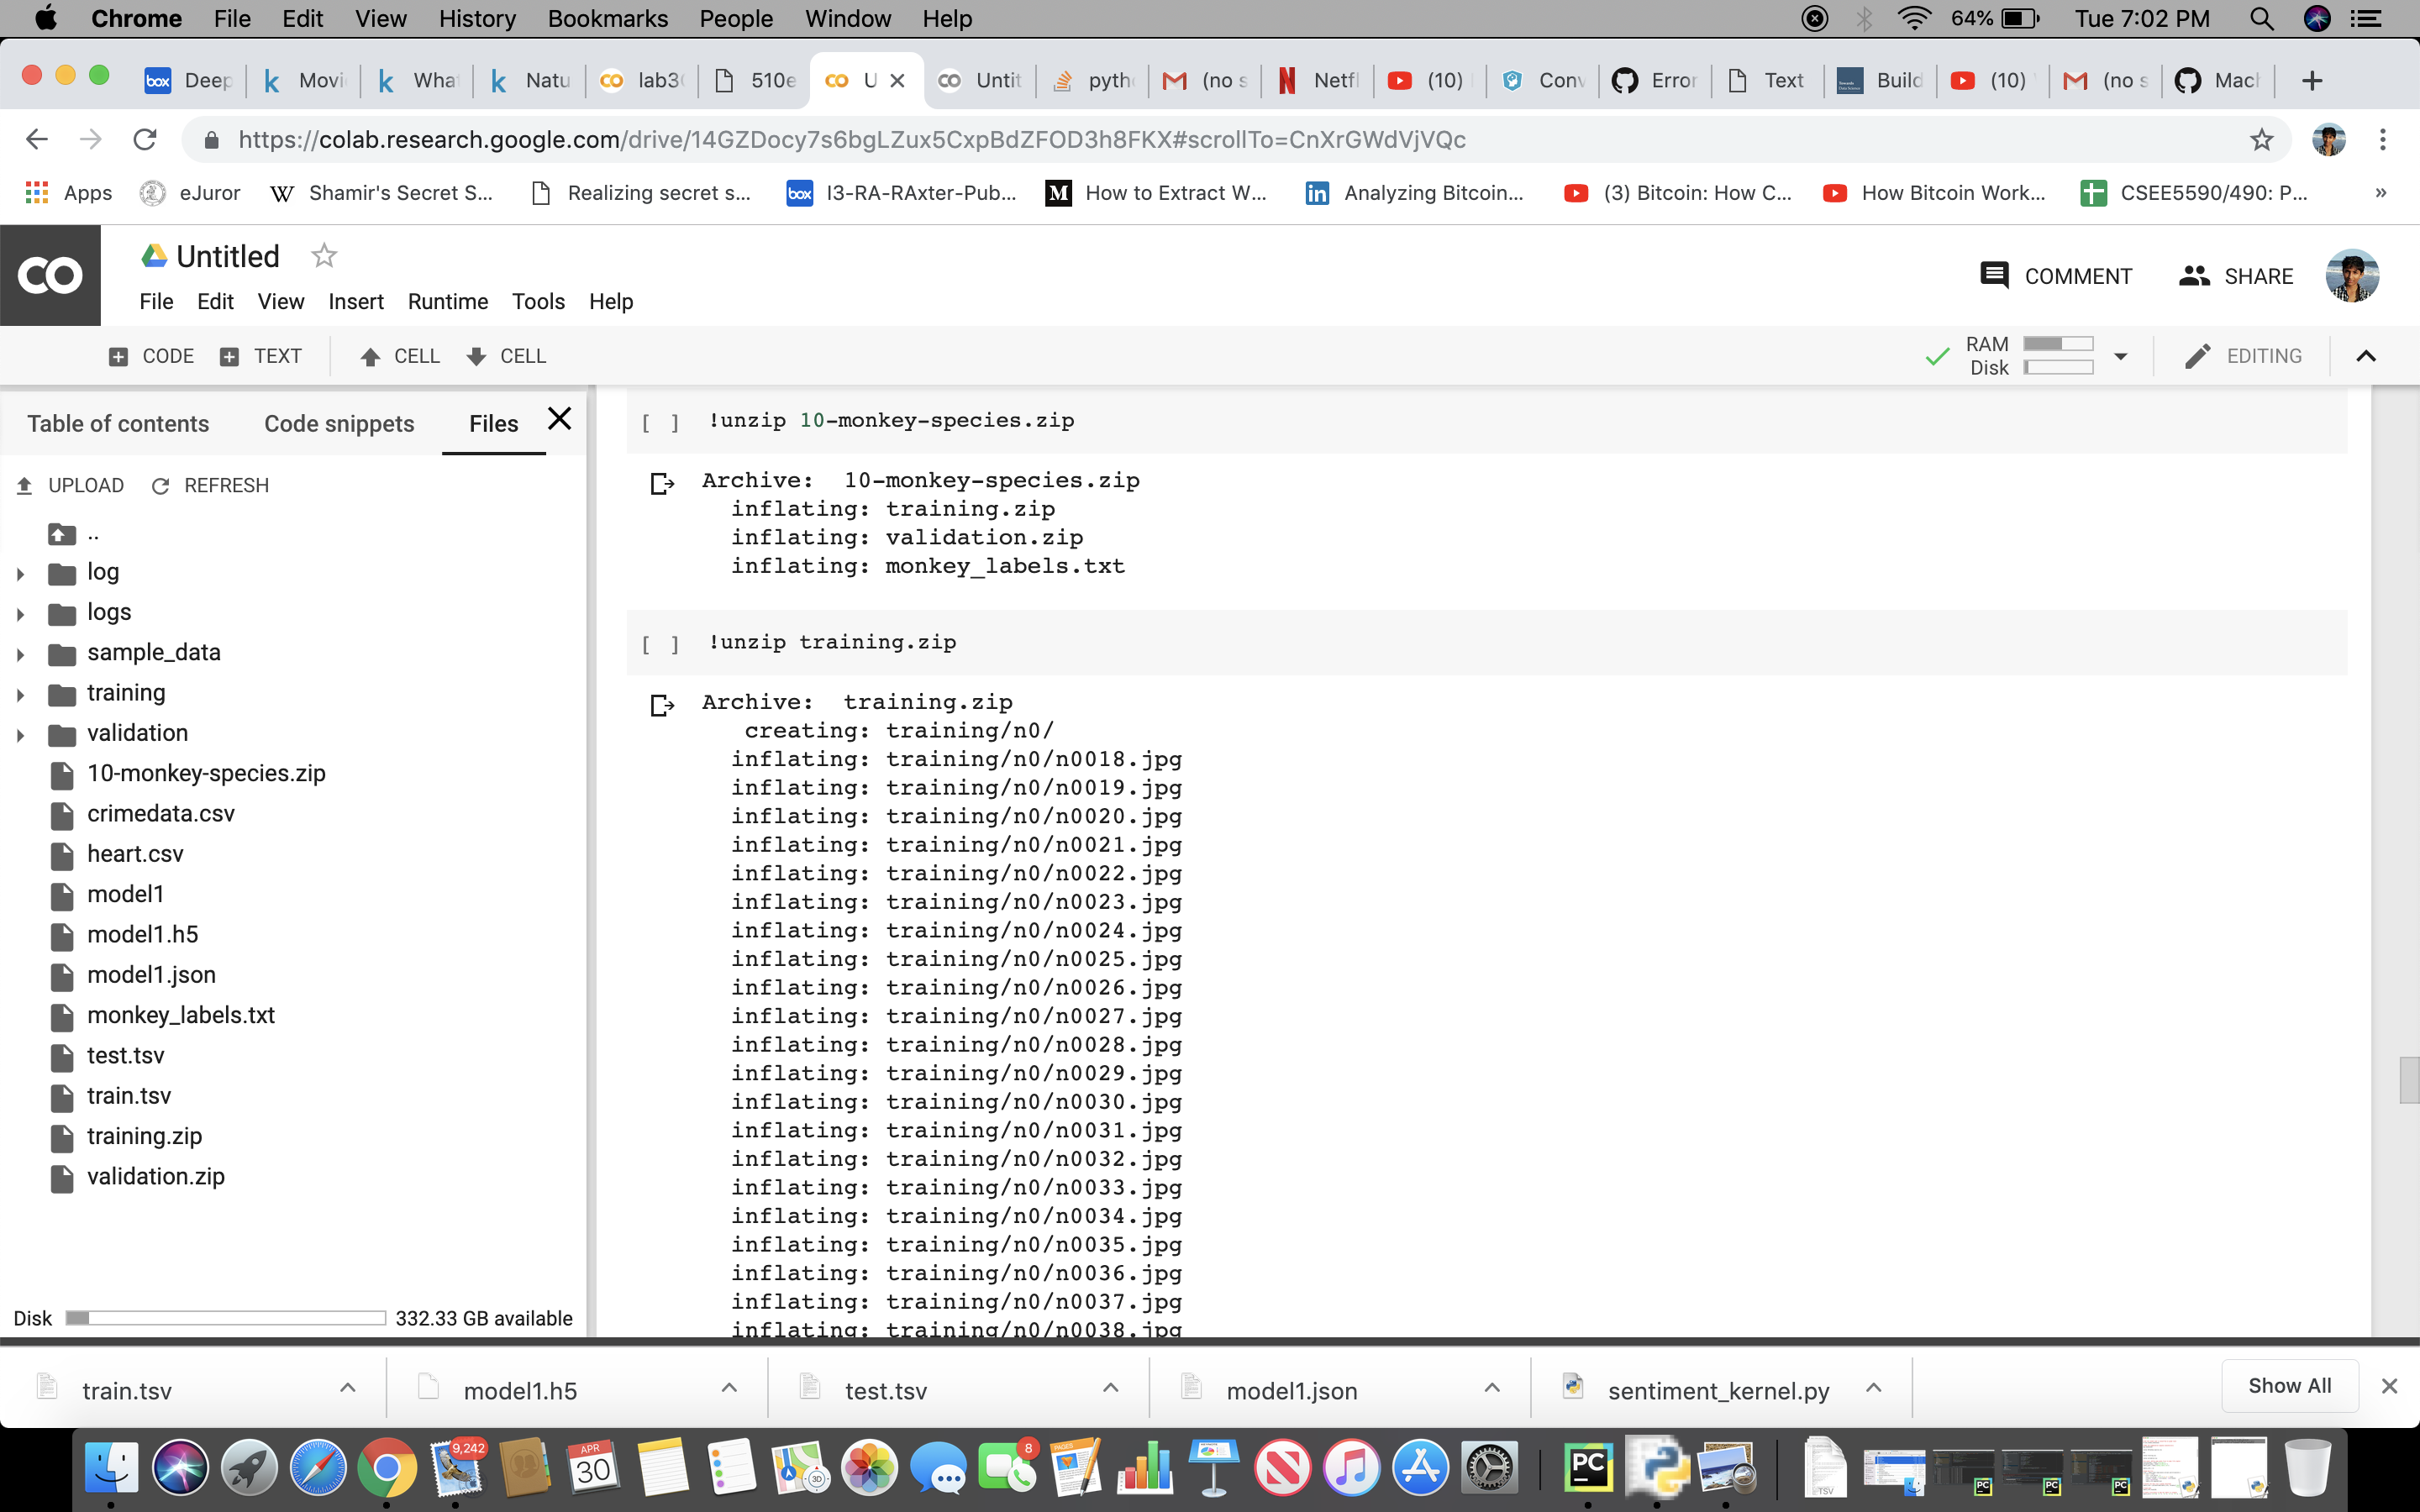 Chrome File Edit View History Bookmarks People Window Help 64% Tue 7:02 PM
box Deep k Movi k What k Natu lab3 510e U Untit pyth (no s Netfl (10) Conv Error Text Build (10) (no s Mach
https://colab.research.google.com/drive/14GZDocy7s6bgLZux5CxpBdZFOD3h8FKX#scrollTo=CnXrGWdVjVQc
Apps eJuror W Shamir's Secret S... Realizing secret s... box I3-RA-RAxter-Pub... M How to Extract W... in Analyzing Bitcoin... (3) Bitcoin: How C... How Bitcoin Work... CSEE5590/490: P... »
CO Untitled
COMMENT SHARE
File Edit View Insert Runtime Tools Help
CODE TEXT CELL CELL RAM Disk EDITING
Table of contents Code snippets Files
UPLOAD REFRESH
..
log
logs
sample_data
training
validation
10-monkey-species.zip
crimedata.csv
heart.csv
model1
model1.h5
model1.json
monkey_labels.txt
test.tsv
train.tsv
training.zip
validation.zip
Disk 332.33 GB available
[ ] !unzip 10-monkey-species.zip
Archive:  10-monkey-species.zip
inflating: training.zip
inflating: validation.zip
inflating: monkey_labels.txt
[ ] !unzip training.zip
Archive:  training.zip
creating: training/n0/
inflating: training/n0/n0018.jpg
inflating: training/n0/n0019.jpg
inflating: training/n0/n0020.jpg
inflating: training/n0/n0021.jpg
inflating: training/n0/n0022.jpg
inflating: training/n0/n0023.jpg
inflating: training/n0/n0024.jpg
inflating: training/n0/n0025.jpg
inflating: training/n0/n0026.jpg
inflating: training/n0/n0027.jpg
inflating: training/n0/n0028.jpg
inflating: training/n0/n0029.jpg
inflating: training/n0/n0030.jpg
inflating: training/n0/n0031.jpg
inflating: training/n0/n0032.jpg
inflating: training/n0/n0033.jpg
inflating: training/n0/n0034.jpg
inflating: training/n0/n0035.jpg
inflating: training/n0/n0036.jpg
inflating: training/n0/n0037.jpg
inflating: training/n0/n0038.jpg
train.tsv model1.h5 test.tsv model1.json sentiment_kernel.py Show All
9,242 APR 30 3D 8 PAGES PC TSV PC PC PC